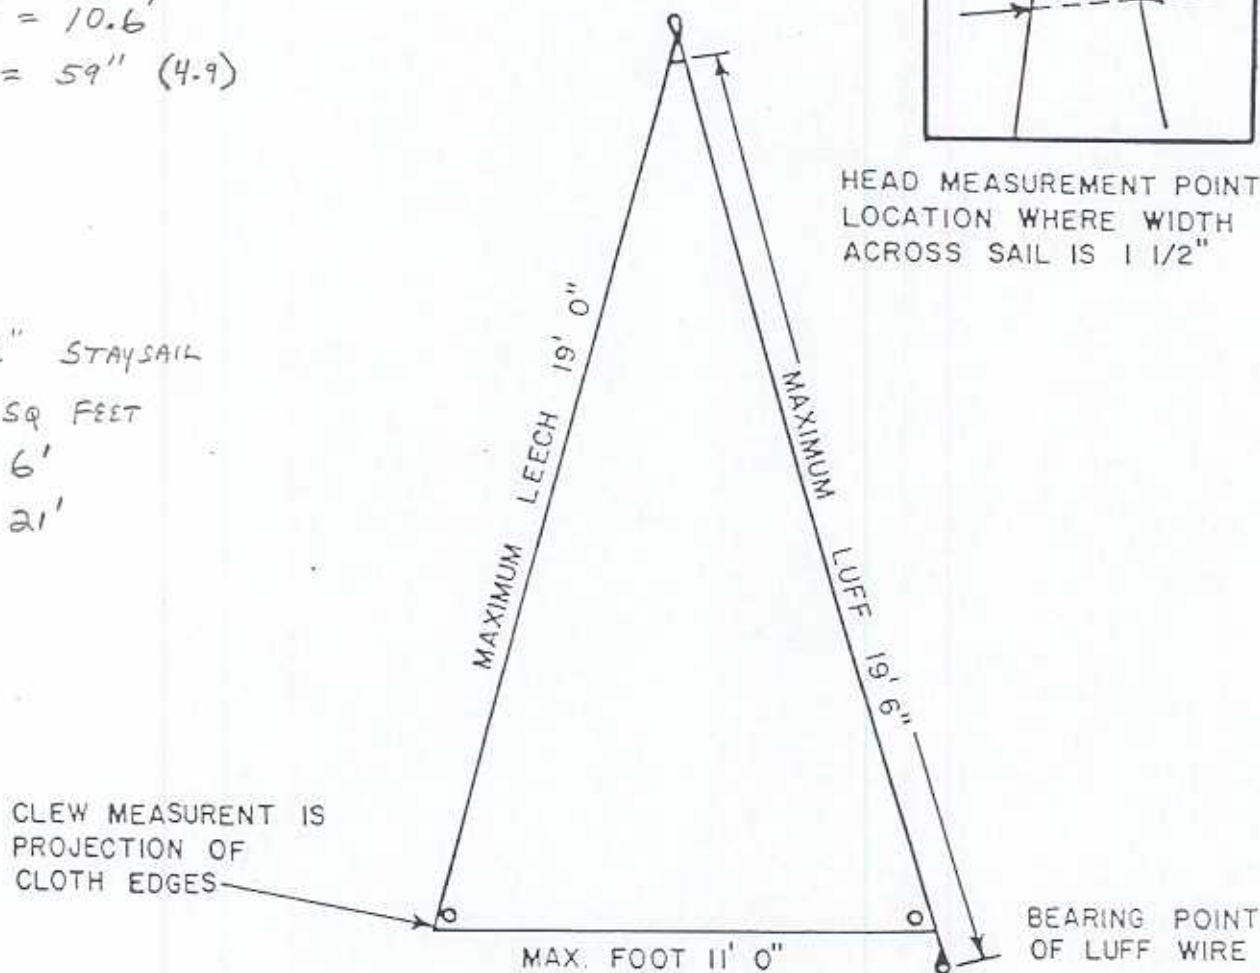 = 10.6'
= 59" (4.9)
HEAD MEASUREMENT POINT
LOCATION WHERE WIDTH
ACROSS SAIL IS 1 1/2"
" STAYSAIL
SQ FEET
6'
21'
MAXIMUM LEECH 19' 0"
MAXIMUM LUFF 19' 6"
CLEW MEASURENT IS
PROJECTION OF
CLOTH EDGES
BEARING POINT
OF LUFF WIRE
MAX. FOOT 11' 0"